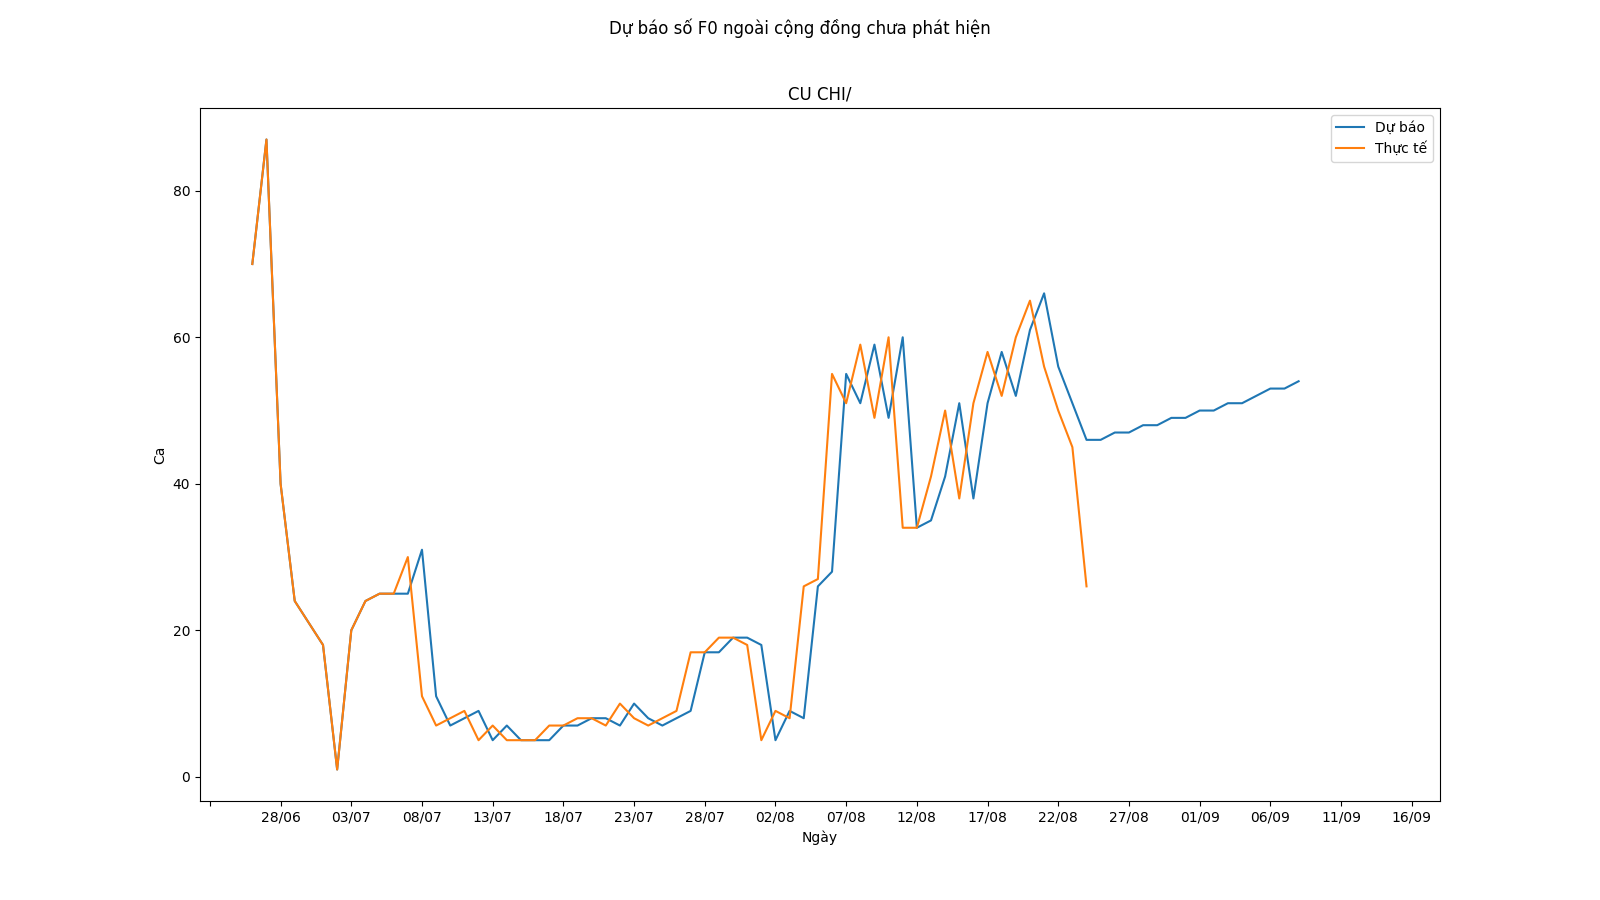 Dự báo số F0 ngoài cộng đồng chưa phát hiện
CU CHI/
Dự báo
Thực tế
80
60
40
20
0
Ca
28/06 03/07 08/07 13/07 18/07 23/07 28/07 02/08 07/08 12/08 17/08 22/08 27/08 01/09 06/09 11/09 16/09
Ngày